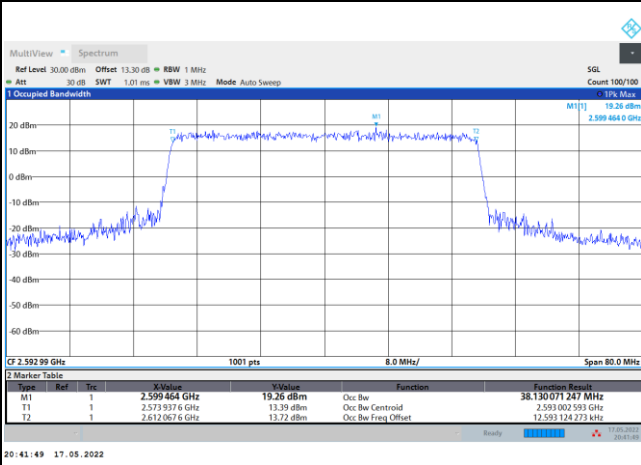 MultiView Spectrum
Ref Level 30.00 dBm Offset 13.30 dB RBW 1 MHz SGL
Att 30 dB SWT 1.01 ms VBW 3 MHz Mode Auto Sweep Count 100/100
1 Occupied Bandwidth 1Pk Max
M1[1] 19.26 dBm
2.599 464 0 GHz
M1
T1 T2
20 dBm
10 dBm
0 dBm
-10 dBm
-20 dBm
-30 dBm
-40 dBm
-50 dBm
-60 dBm
CF 2.592 99 GHz 1001 pts 8.0 MHz/ Span 80.0 MHz
2 Marker Table
Type Ref Trc X-Value Y-Value Function Function Result
M1 1 2.599 464 GHz 19.26 dBm Occ Bw 38.130 071 247 MHz
T1 1 2.573 937 6 GHz 13.39 dBm Occ Bw Centroid 2.593 002 593 GHz
T2 1 2.612 067 6 GHz 13.72 dBm Occ Bw Freq Offset 12.593 124 273 kHz
Ready 17.05.2022
20:41:49
20:41:49 17.05.2022